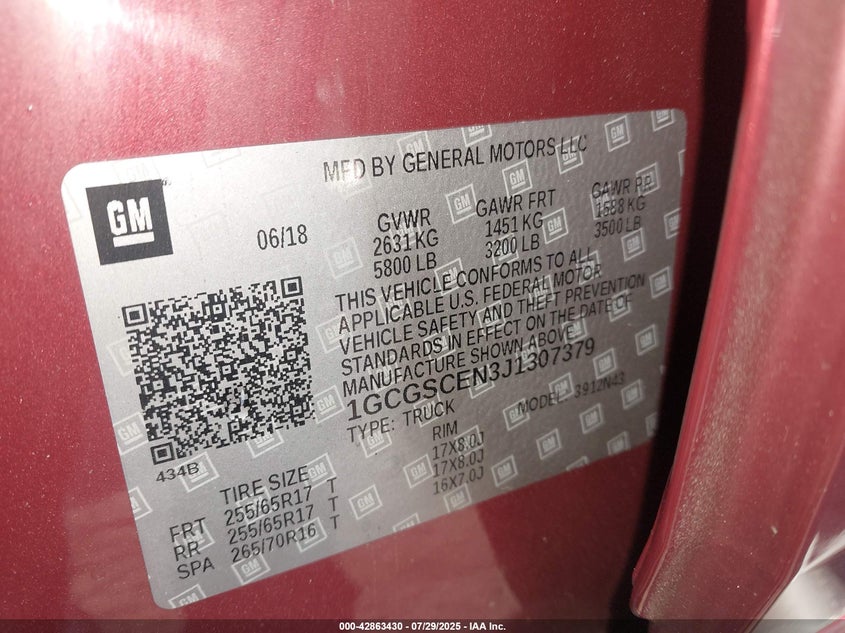 MFD BY GENERAL MOTORS LLC
GM
06/18
GVWR GAWR FRT GAWR RR
2631 KG 1451 KG 1588 KG
5800 LB 3200 LB 3500 LB
THIS VEHICLE CONFORMS TO ALL
APPLICABLE U.S. FEDERAL MOTOR
VEHICLE SAFETY AND THEFT PREVENTION
STANDARDS IN EFFECT ON THE DATE OF
MANUFACTURE SHOWN ABOVE.
1GCGSCEN3J1307379
TYPE: TRUCK MODEL: 3912N43
434B
TIRE SIZE RIM
FRT 255/65R17 T 17X8.0J
RR 255/65R17 T 17X8.0J
SPA 265/70R16 T 16X7.0J
000-42863430 - 07/29/2025 - IAA Inc.